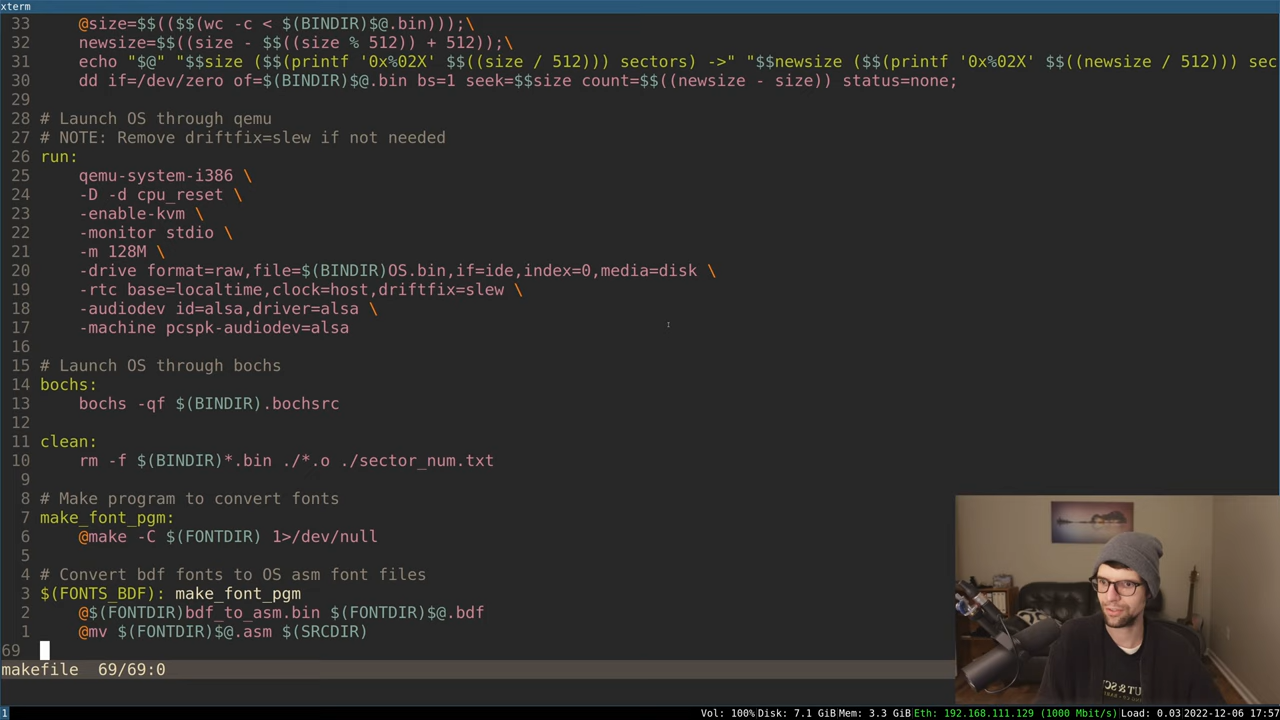 xterm
33 @size=$$(($$(wc -c < $(BINDIR)$@.bin)));\
32 newsize=$$((size - $$((size % 512)) + 512));\
31 echo "$@" "$$size ($$(printf '0x%02X' $$((size / 512))) sectors) ->" "$$newsize ($$(printf '0x%02X' $$((newsize / 512))) sec
30 dd if=/dev/zero of=$(BINDIR)$@.bin bs=1 seek=$$size count=$$((newsize - size)) status=none;
29
28 # Launch OS through qemu
27 # NOTE: Remove driftfix=slew if not needed
26 run:
25 qemu-system-i386 \
24 -D -d cpu_reset \
23 -enable-kvm \
22 -monitor stdio \
21 -m 128M \
20 -drive format=raw,file=$(BINDIR)OS.bin,if=ide,index=0,media=disk \
19 -rtc base=localtime,clock=host,driftfix=slew \
18 -audiodev id=alsa,driver=alsa \
17 -machine pcspk-audiodev=alsa
16
15 # Launch OS through bochs
14 bochs:
13 bochs -qf $(BINDIR).bochsrc
12
11 clean:
10 rm -f $(BINDIR)*.bin ./*.o ./sector_num.txt
9
8 # Make program to convert fonts
7 make_font_pgm:
6 @make -C $(FONTDIR) 1>/dev/null
5
4 # Convert bdf fonts to OS asm font files
3 $(FONTS_BDF): make_font_pgm
2 @$(FONTDIR)bdf_to_asm.bin $(FONTDIR)$@.bdf
1 @mv $(FONTDIR)$@.asm $(SRCDIR)
69
makefile 69/69:0
1 Vol: 100% Disk: 7.1 GiB Mem: 3.3 GiB Eth: 192.168.111.129 (1000 Mbit/s) Load: 0.03 2022-12-06 17:57